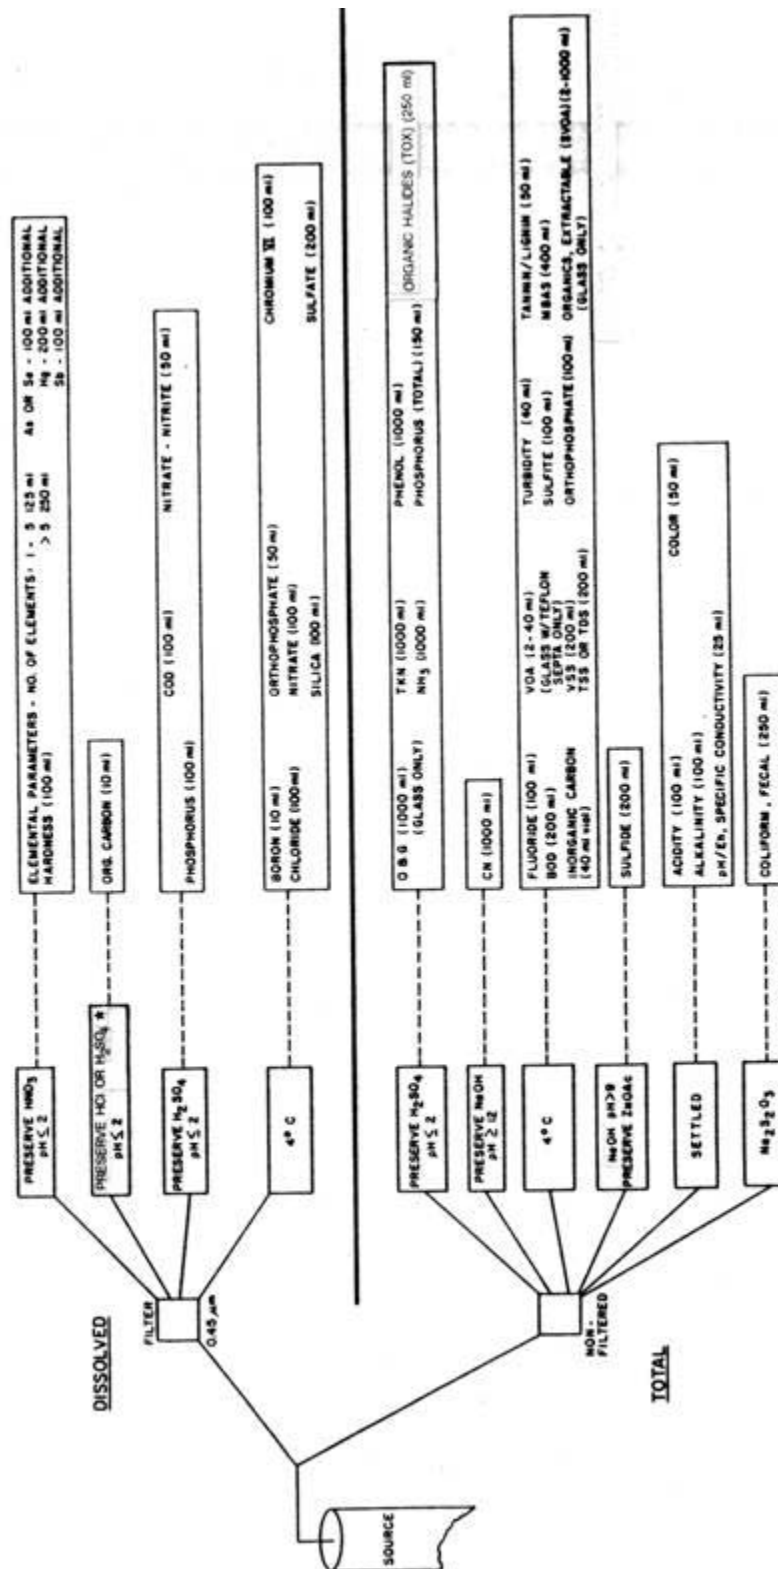 SOURCE
DISSOLVED
FILTER
0.45 µm
PRESERVE HNO3
pH ≤ 2
ELEMENTAL PARAMETERS - NO. OF ELEMENTS: 1 - 5 125 ml
> 5 250 ml
HARDNESS (100 ml)
As OR Se - 100 ml ADDITIONAL
Hg - 200 ml ADDITIONAL
Sb - 100 ml ADDITIONAL
PRESERVE HCl OR H2SO4 ★
pH ≤ 2
ORG. CARBON (10 ml)
PRESERVE H2SO4
pH ≤ 2
PHOSPHORUS (100 ml)
COD (100 ml)
NITRATE - NITRITE (50 ml)
4° C
BORON (10 ml)
CHLORIDE (100 ml)
ORTHOPHOSPHATE (50 ml)
NITRATE (100 ml)
SILICA (100 ml)
CHROMIUM VI (100 ml)
SULFATE (200 ml)
TOTAL
NON-
FILTERED
PRESERVE H2SO4
pH ≤ 2
O & G (1000 ml)
(GLASS ONLY)
TKN (1000 ml)
NH3 (1000 ml)
PHENOL (1000 ml)
PHOSPHORUS (TOTAL) (150 ml)
ORGANIC HALIDES (TOX) (250 ml)
PRESERVE NaOH
pH ≥ 12
CN (1000 ml)
4°C
FLUORIDE (100 ml)
BOD (200 ml)
INORGANIC CARBON
(40 ml vial)
VOA (2-40 ml)
(GLASS W/TEFLON
SEPTA ONLY)
VSS (200 ml)
TSS OR TDS (200 ml)
TURBIDITY (40 ml)
SULFITE (100 ml)
ORTHOPHOSPHATE (100 ml)
TANNIN/LIGNIN (50 ml)
MBAS (400 ml)
ORGANICS, EXTRACTABLE (SVOA) (2-1000 ml)
(GLASS ONLY)
NaOH pH>9
PRESERVE ZnOAc
SULFIDE (200 ml)
SETTLED
ACIDITY (100 ml)
ALKALINITY (100 ml)
pH/Eh, SPECIFIC CONDUCTIVITY (25 ml)
COLOR (50 ml)
Na2S2O3
COLIFORM, FECAL (250 ml)